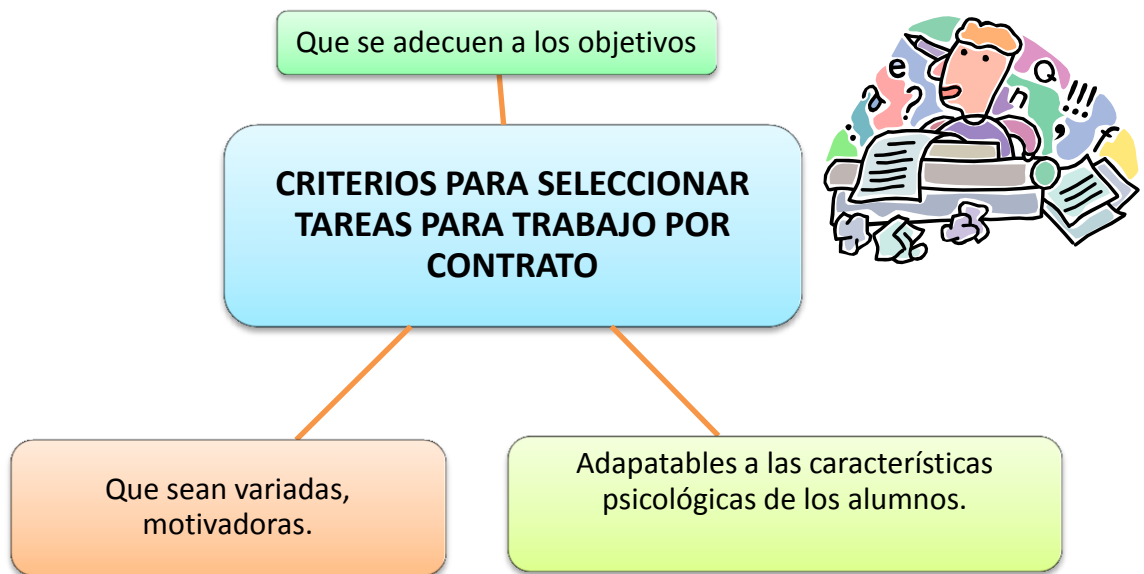 Que se adecuen a los objetivos
CRITERIOS PARA SELECCIONAR
TAREAS PARA TRABAJO POR
CONTRATO
Que sean variadas,
motivadoras.
Adapatables a las características
psicológicas de los alumnos.